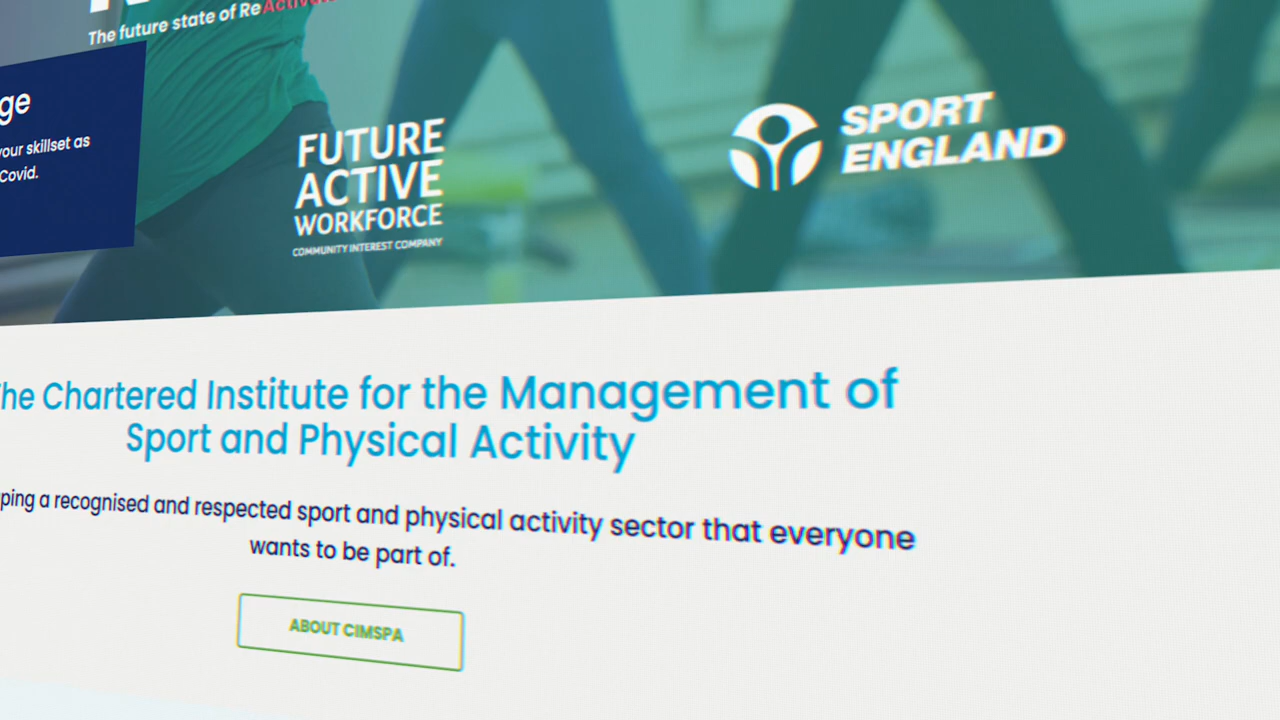 The future state of Re
ge
your skillset as
Covid.
FUTURE
ACTIVE
WORKFORCE
COMMUNITY INTEREST COMPANY
SPORT
ENGLAND
he Chartered Institute for the Management of
Sport and Physical Activity
ping a recognised and respected sport and physical activity sector that everyone
wants to be part of.
ABOUT CIMSPA